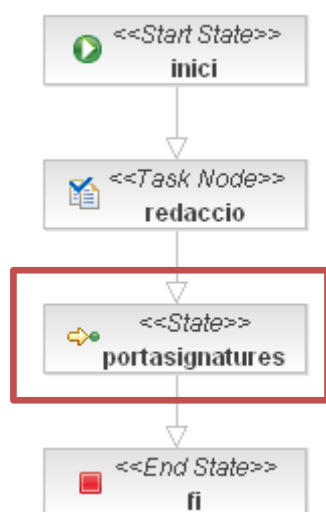 <<Start State>>
inici
<<Task Node>>
redaccio
<<State>>
portasignatures
<<End State>>
fi